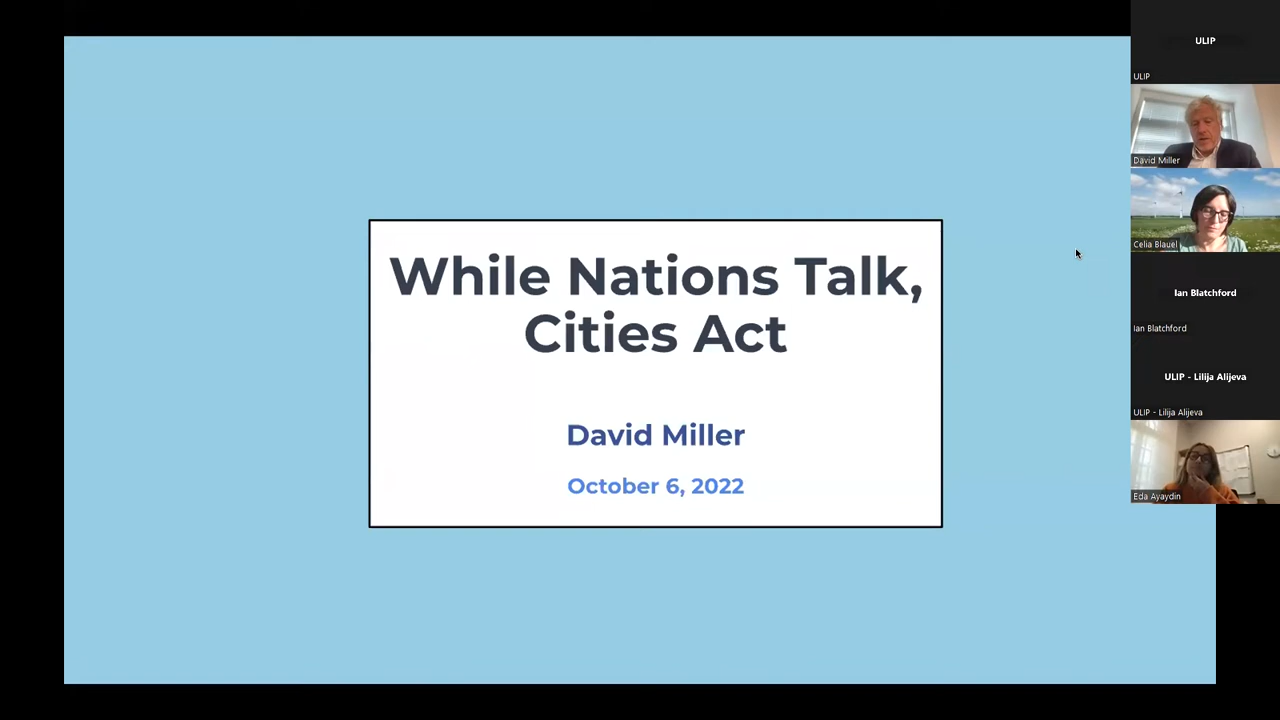 While Nations Talk,
Cities Act
David Miller
October 6, 2022
ULIP
ULIP
David Miller
Celia Blauel
Ian Blatchford
Ian Blatchford
ULIP - Lilija Alijeva
ULIP - Lilija Alijeva
Eda Ayaydin